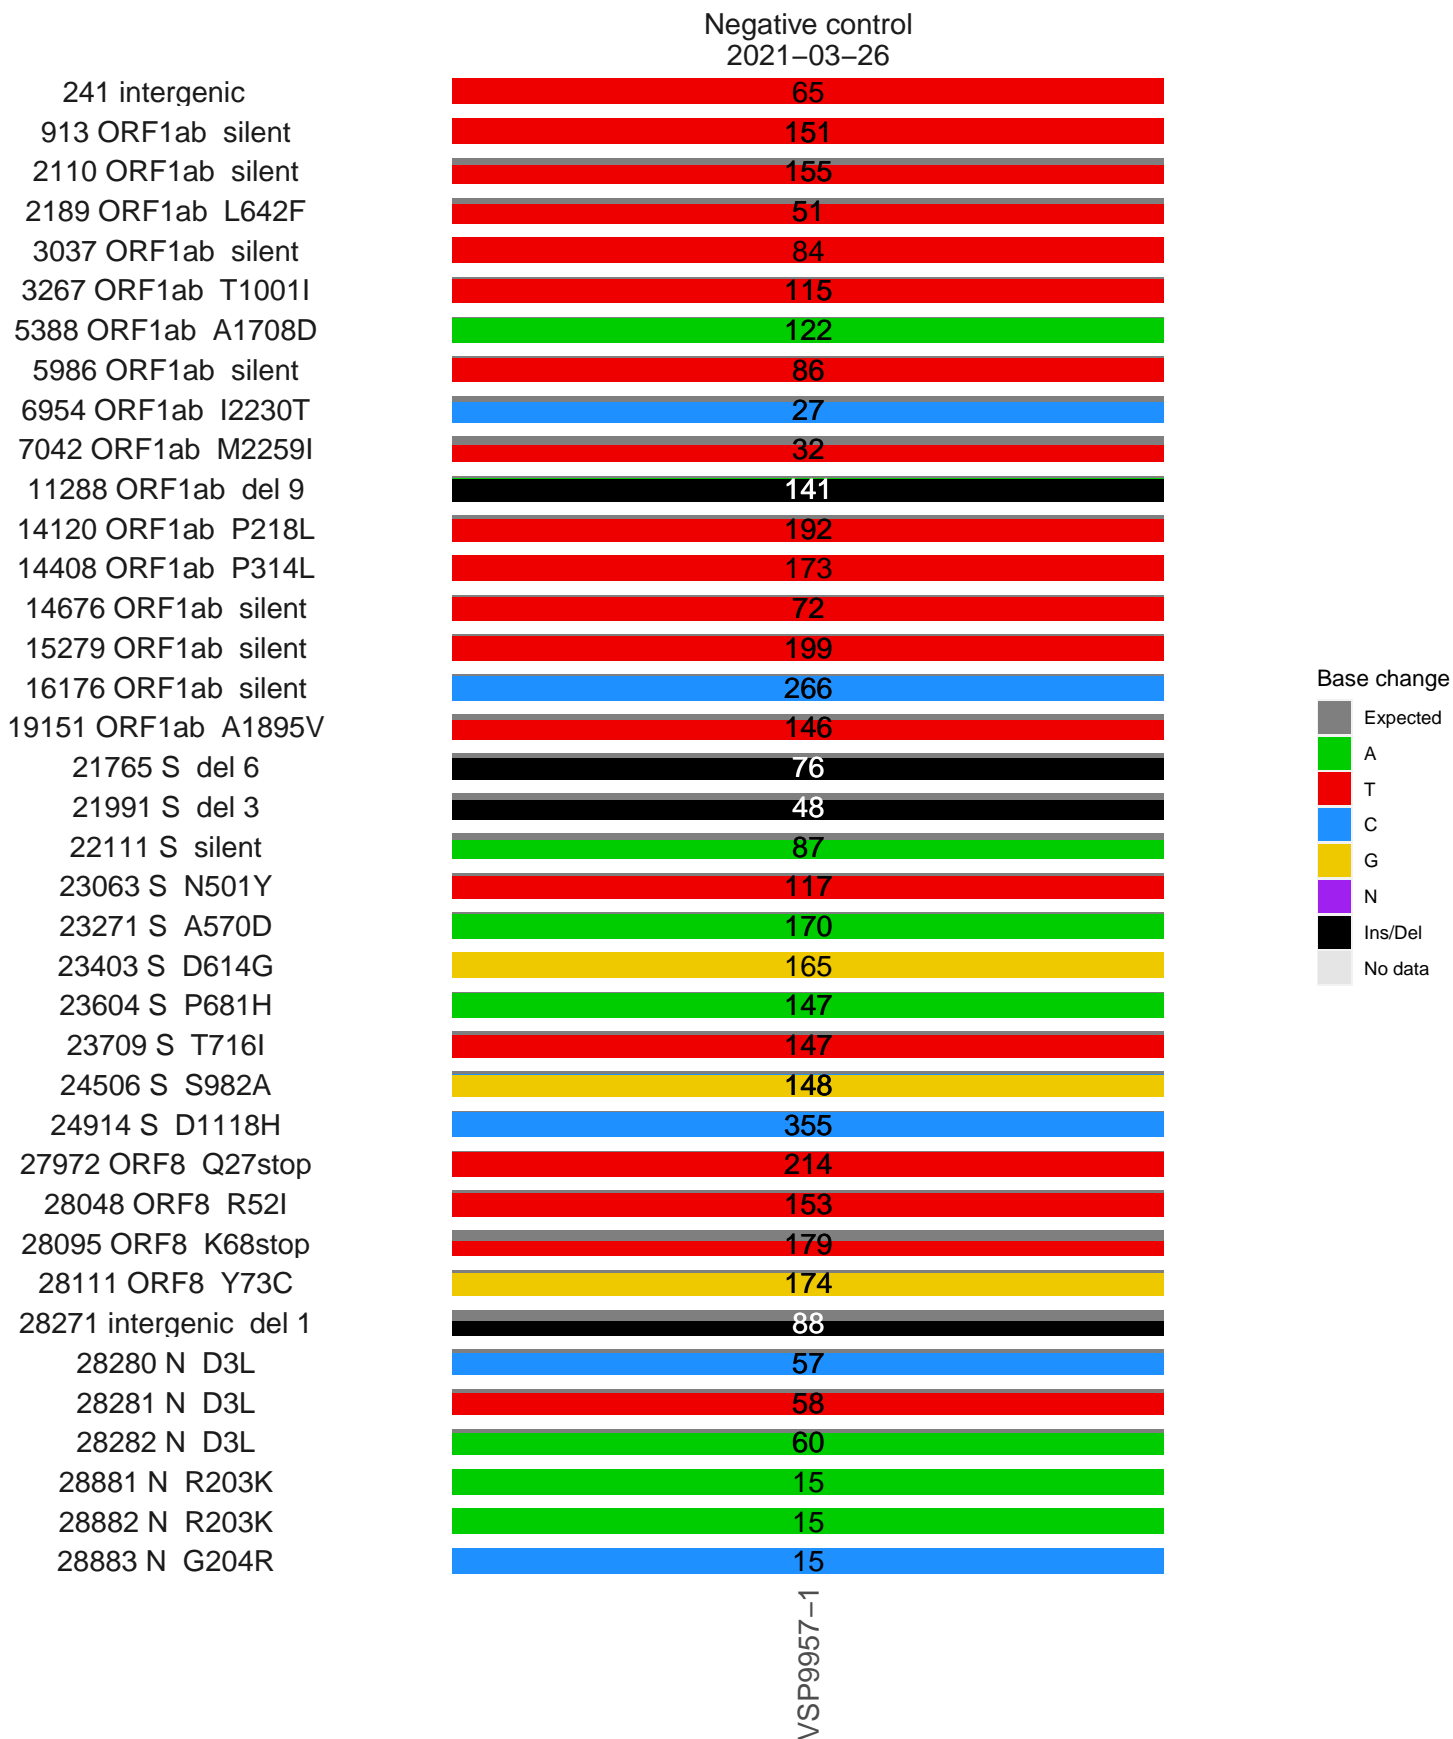 Negative control
2021−03−26
241 intergenic 65
913 ORF1ab silent 151
2110 ORF1ab silent 155
2189 ORF1ab L642F 51
3037 ORF1ab silent 84
3267 ORF1ab T1001I 115
5388 ORF1ab A1708D 122
5986 ORF1ab silent 86
6954 ORF1ab I2230T 27
7042 ORF1ab M2259I 32
11288 ORF1ab del 9 141
14120 ORF1ab P218L 192
14408 ORF1ab P314L 173
14676 ORF1ab silent 72
15279 ORF1ab silent 199
16176 ORF1ab silent 266
19151 ORF1ab A1895V 146
21765 S del 6 76
21991 S del 3 48
22111 S silent 87
23063 S N501Y 117
23271 S A570D 170
23403 S D614G 165
23604 S P681H 147
23709 S T716I 147
24506 S S982A 148
24914 S D1118H 355
27972 ORF8 Q27stop 214
28048 ORF8 R52I 153
28095 ORF8 K68stop 179
28111 ORF8 Y73C 174
28271 intergenic del 1 88
28280 N D3L 57
28281 N D3L 58
28282 N D3L 60
28881 N R203K 15
28882 N R203K 15
28883 N G204R 15
VSP9957−1
Base change
Expected
A
T
C
G
N
Ins/Del
No data